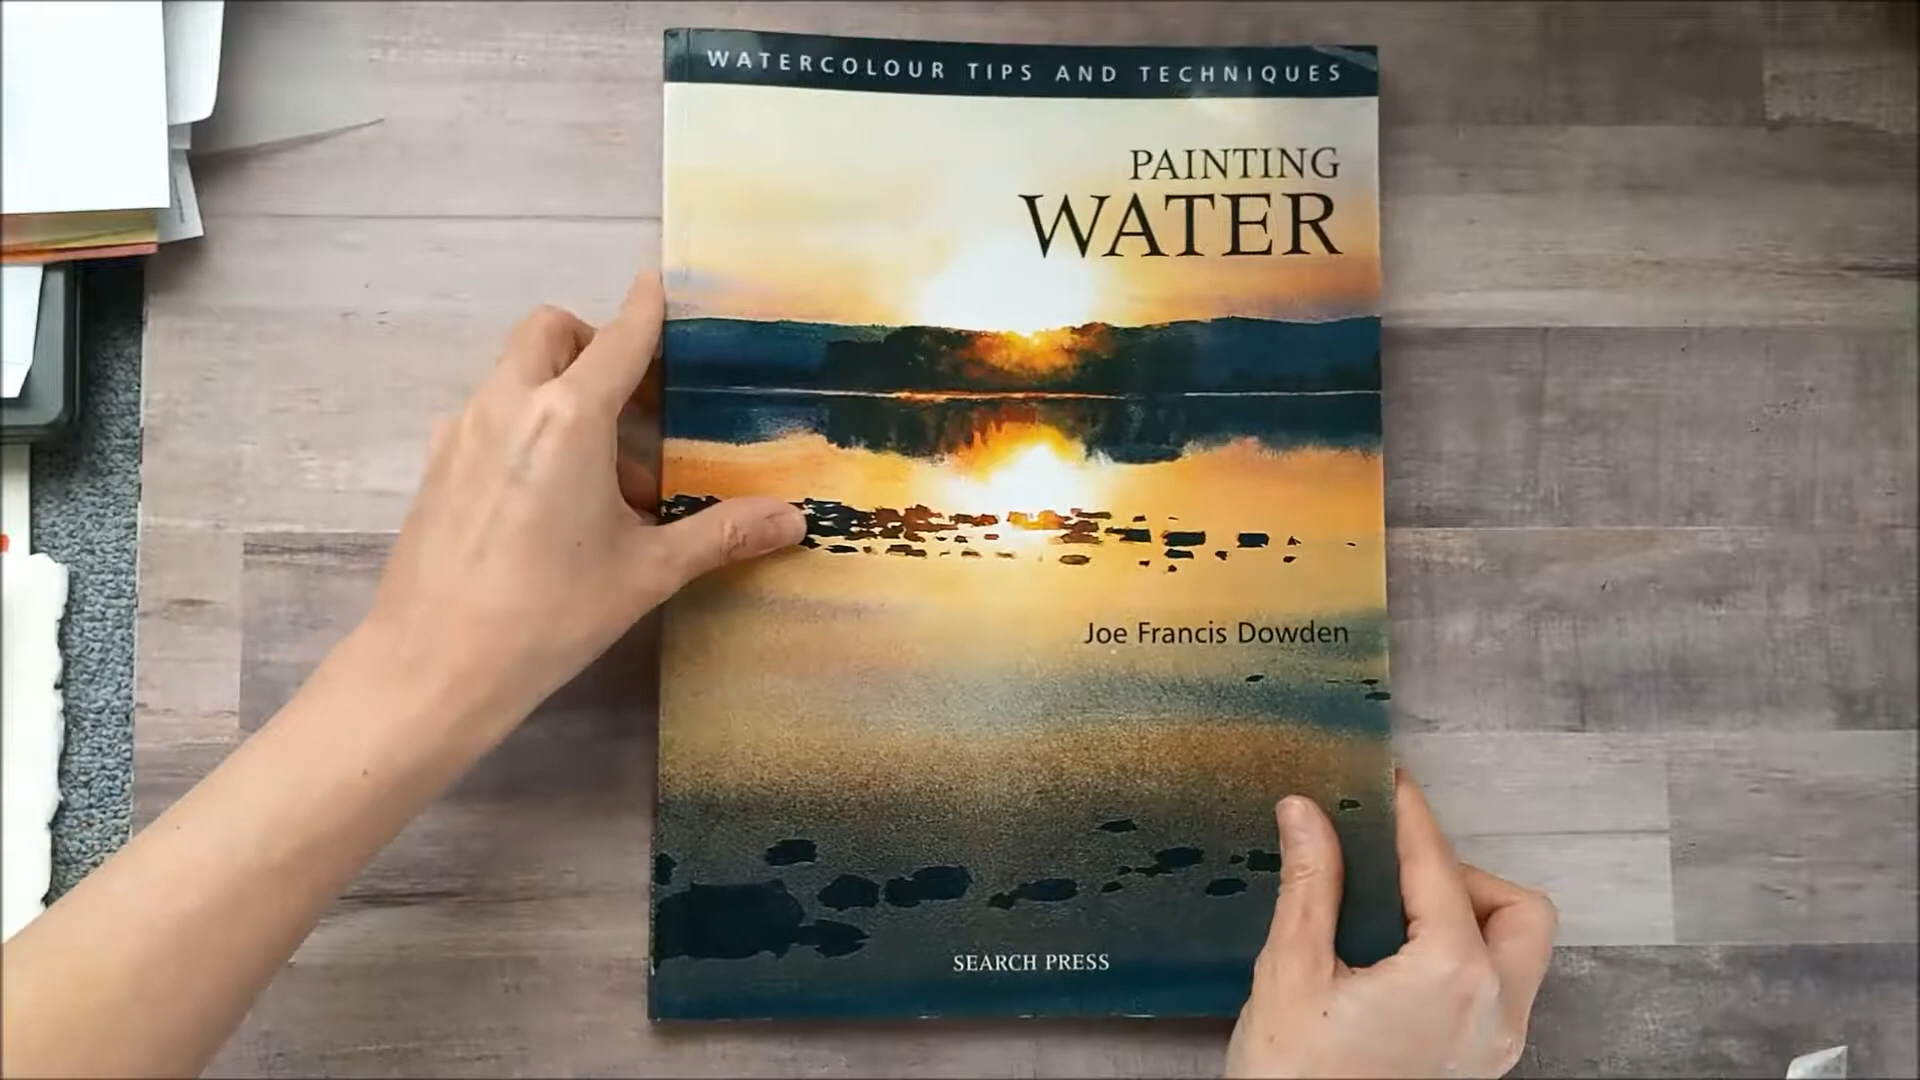 WATERCOLOUR TIPS AND TECHNIQUES
PAINTING
WATER
Joe Francis Dowden
SEARCH PRESS